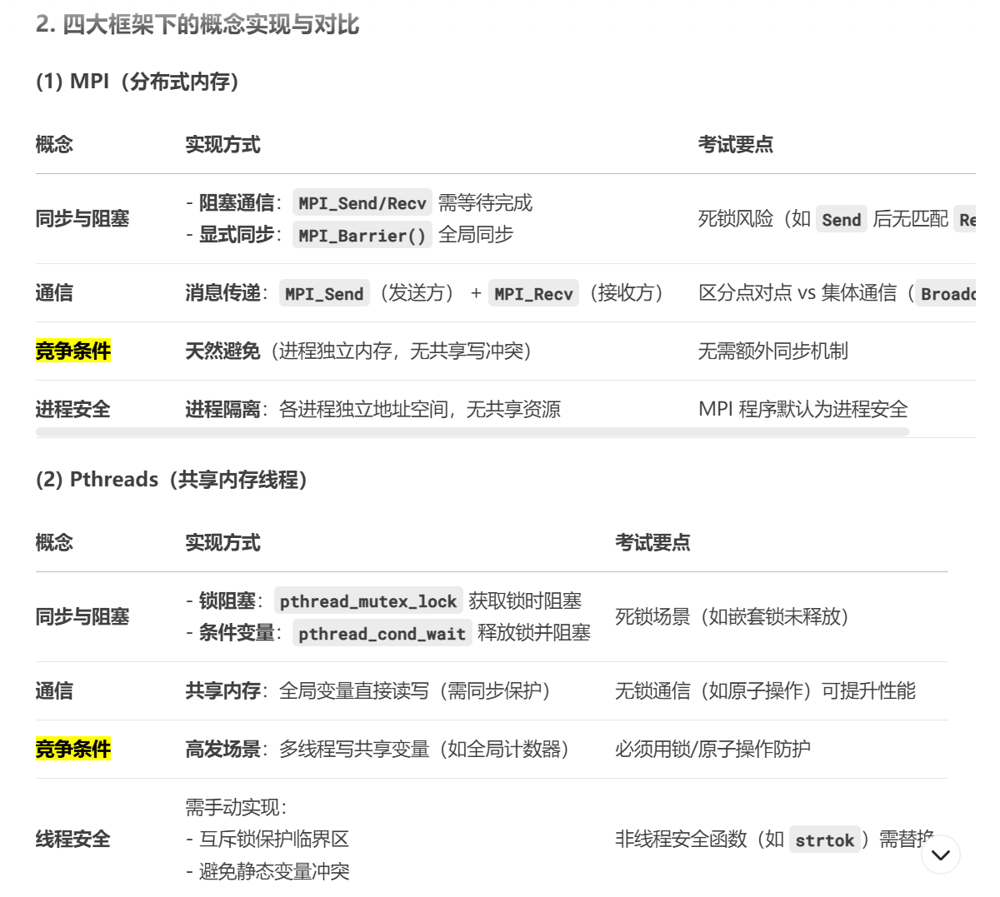 2. 四大框架下的概念实现与对比
(1) MPI（分布式内存）
概念 实现方式 考试要点
同步与阻塞 - 阻塞通信： MPI_Send/Recv 需等待完成
- 显式同步： MPI_Barrier() 全局同步 死锁风险（如 Send 后无匹配 Re
通信 消息传递： MPI_Send （发送方） + MPI_Recv （接收方） 区分点对点 vs 集体通信（ Broadc
竞争条件 天然避免（进程独立内存，无共享写冲突） 无需额外同步机制
进程安全 进程隔离：各进程独立地址空间，无共享资源 MPI 程序默认为进程安全
(2) Pthreads（共享内存线程）
概念 实现方式 考试要点
同步与阻塞 - 锁阻塞： pthread_mutex_lock 获取锁时阻塞
- 条件变量： pthread_cond_wait 释放锁并阻塞 死锁场景（如嵌套锁未释放）
通信 共享内存：全局变量直接读写（需同步保护） 无锁通信（如原子操作）可提升性能
竞争条件 高发场景：多线程写共享变量（如全局计数器） 必须用锁/原子操作防护
线程安全 需手动实现：
- 互斥锁保护临界区
- 避免静态变量冲突 非线程安全函数（如 strtok ）需替换